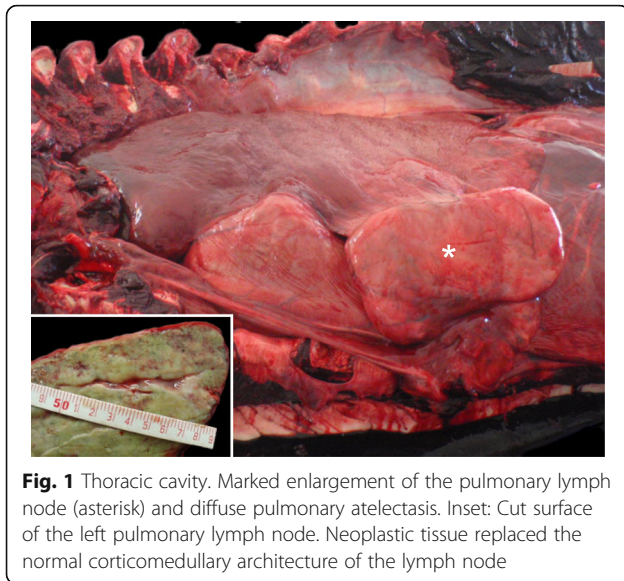 *
9 50 1 2 3 4 5 6 7 8 9
Fig. 1 Thoracic cavity. Marked enlargement of the pulmonary lymph
node (asterisk) and diffuse pulmonary atelectasis. Inset: Cut surface
of the left pulmonary lymph node. Neoplastic tissue replaced the
normal corticomedullary architecture of the lymph node